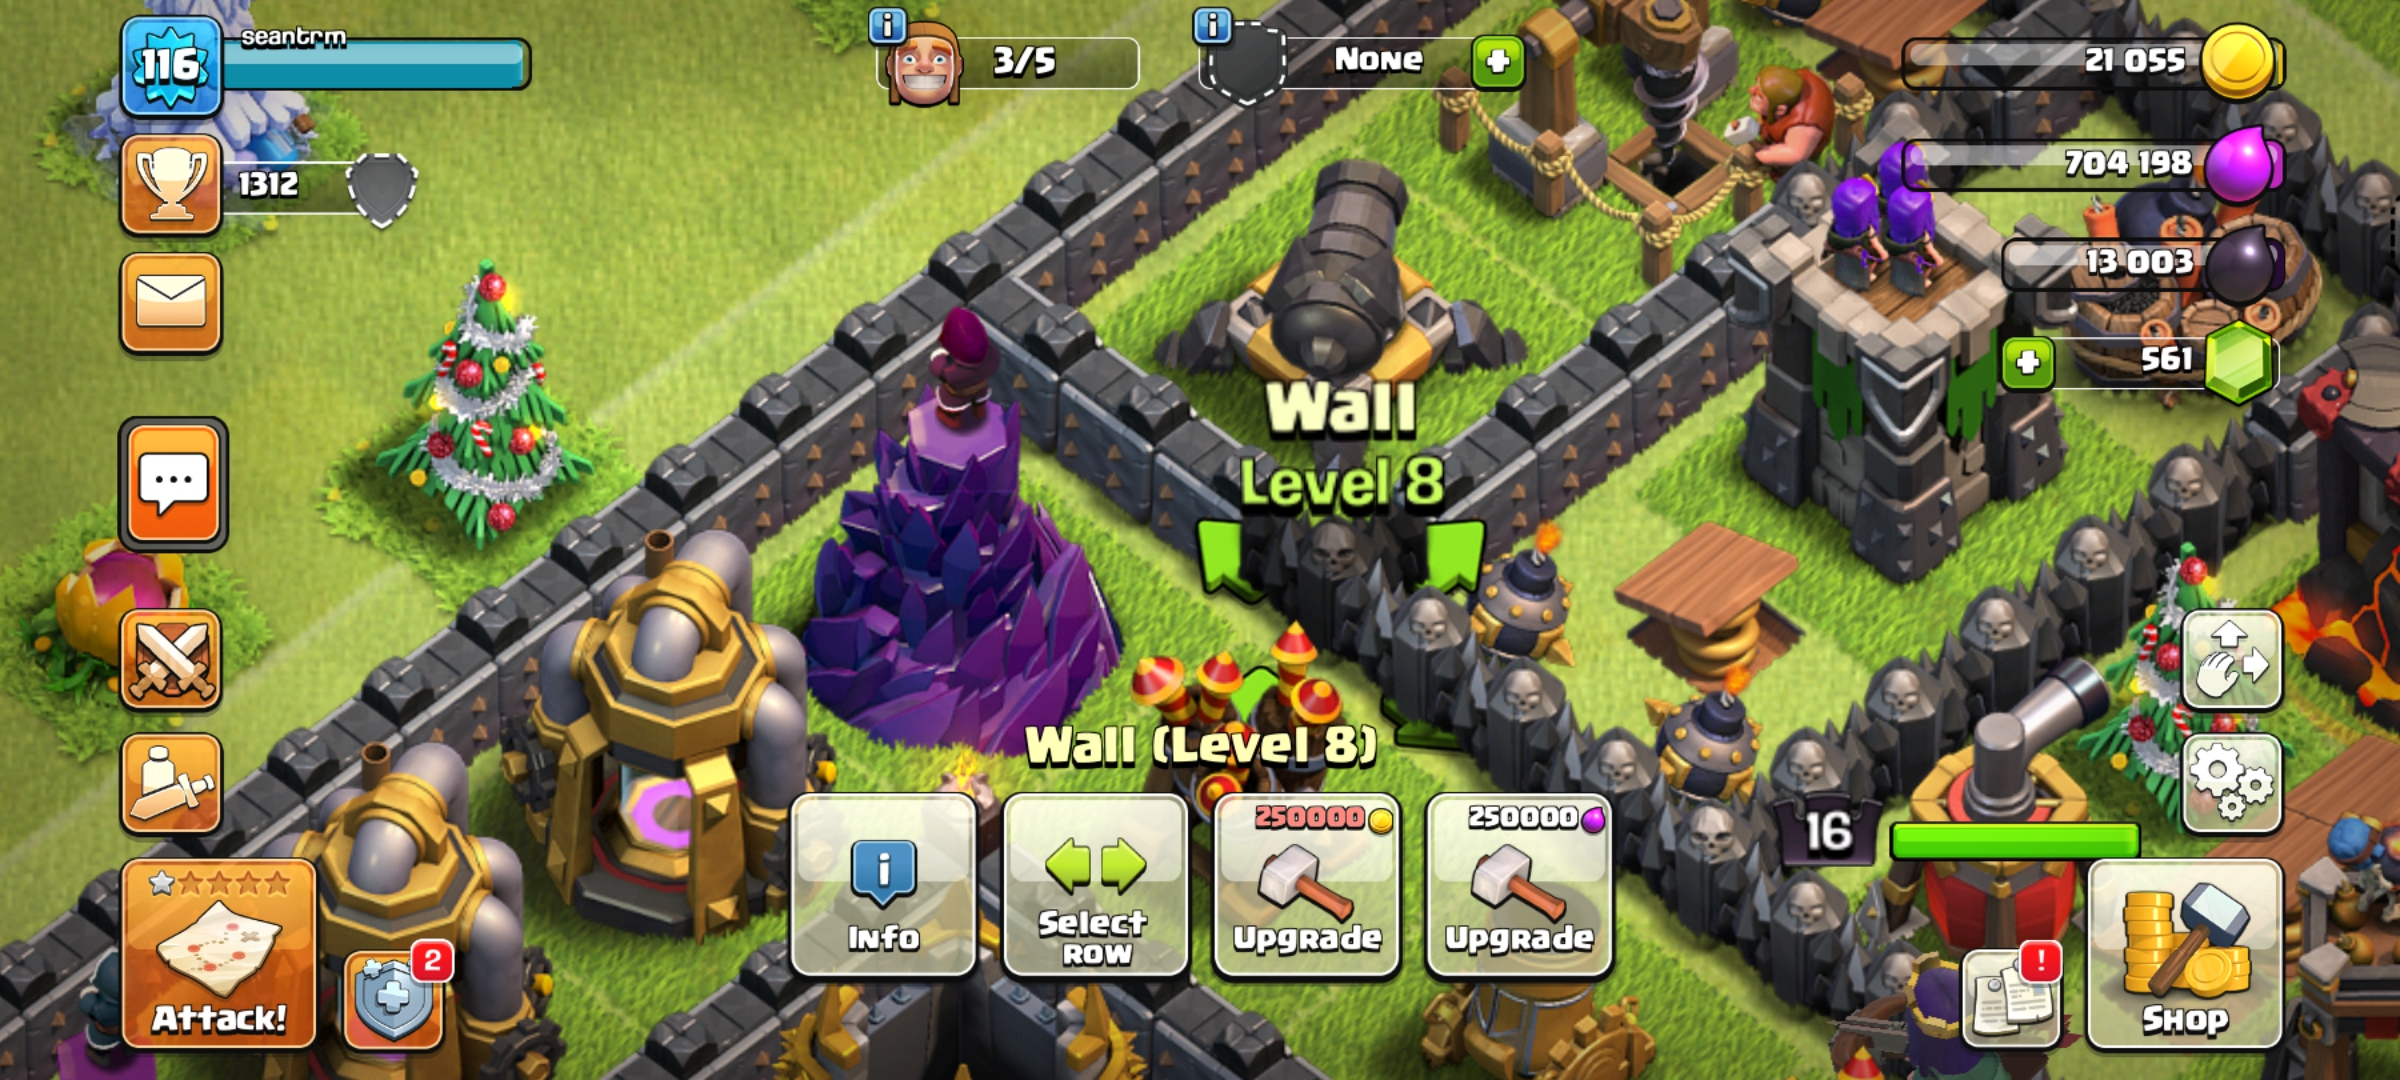 116
seantrm
3/5
None
21 055
1312
704 198
13 003
561
Wall
Level 8
Wall (Level 8)
250000
250000
Info
Select
Row
Upgrade
Upgrade
16
2
Attack!
!
Shop